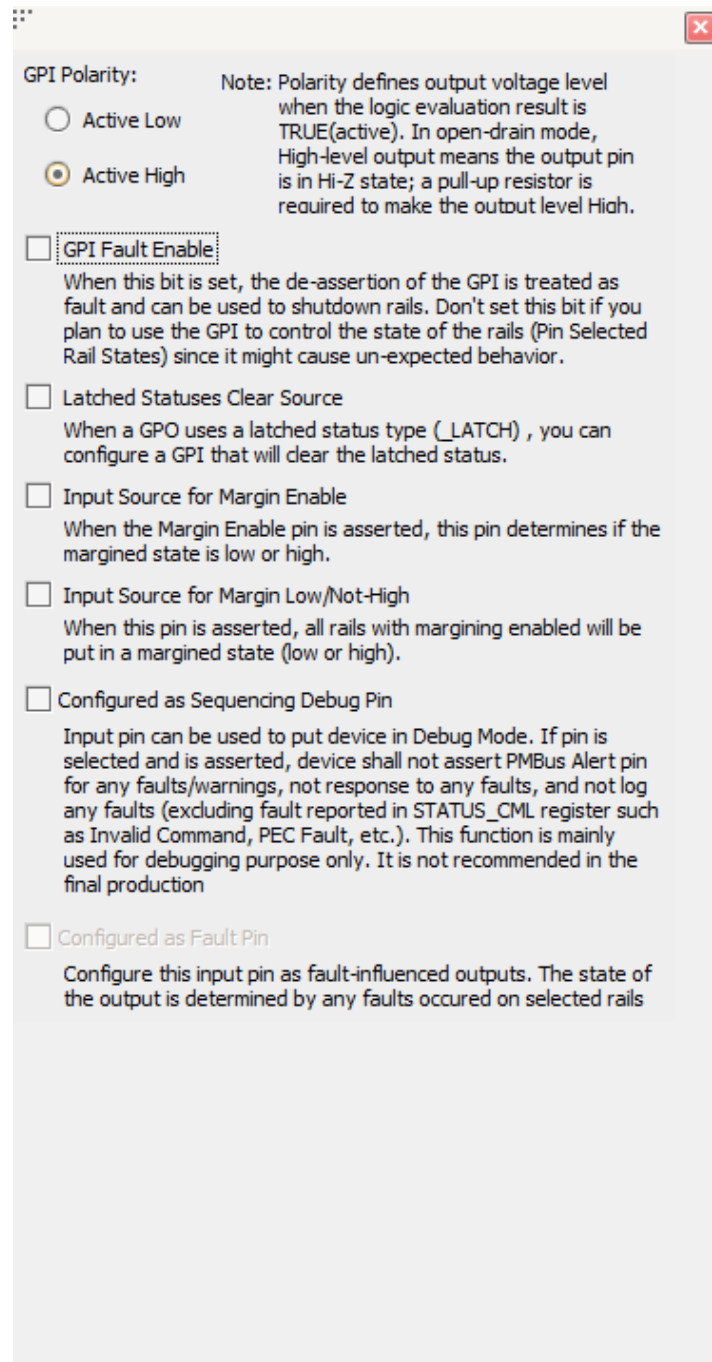 GPI Polarity:
Note: Polarity defines output voltage level
when the logic evaluation result is
TRUE(active). In open-drain mode,
High-level output means the output pin
is in Hi-Z state; a pull-up resistor is
required to make the output level High.
Active Low
Active High
GPI Fault Enable
When this bit is set, the de-assertion of the GPI is treated as
fault and can be used to shutdown rails. Don't set this bit if you
plan to use the GPI to control the state of the rails (Pin Selected
Rail States) since it might cause un-expected behavior.
Latched Statuses Clear Source
When a GPO uses a latched status type (_LATCH) , you can
configure a GPI that will clear the latched status.
Input Source for Margin Enable
When the Margin Enable pin is asserted, this pin determines if the
margined state is low or high.
Input Source for Margin Low/Not-High
When this pin is asserted, all rails with margining enabled will be
put in a margined state (low or high).
Configured as Sequencing Debug Pin
Input pin can be used to put device in Debug Mode. If pin is
selected and is asserted, device shall not assert PMBus Alert pin
for any faults/warnings, not response to any faults, and not log
any faults (excluding fault reported in STATUS_CML register such
as Invalid Command, PEC Fault, etc.). This function is mainly
used for debugging purpose only. It is not recommended in the
final production
Configured as Fault Pin
Configure this input pin as fault-influenced outputs. The state of
the output is determined by any faults occured on selected rails